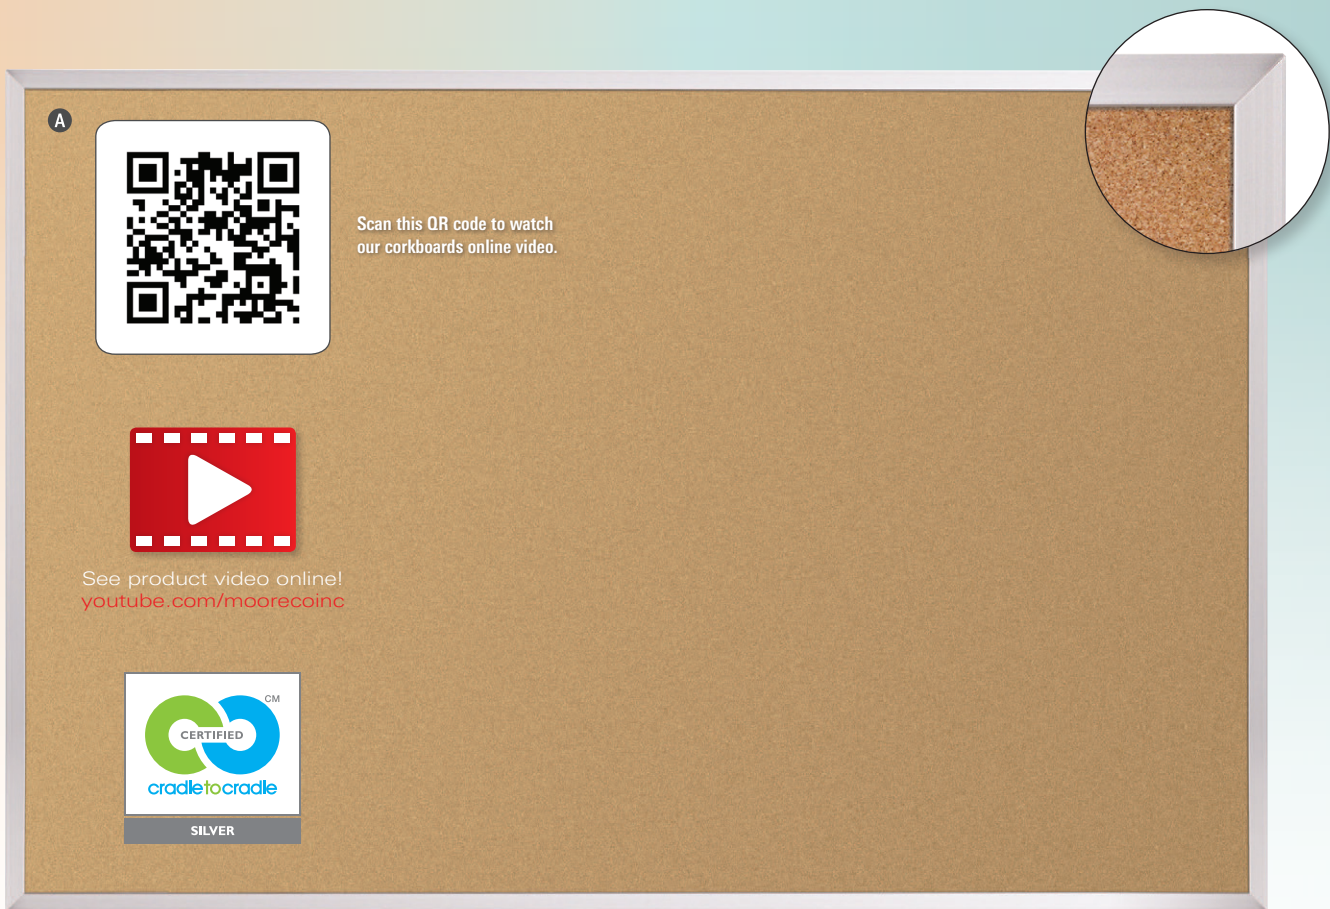 A
Scan this QR code to watch
our corkboards online video.
See product video online!
youtube.com/moorecoinc
CM
CERTIFIED
cradletocradle
SILVER